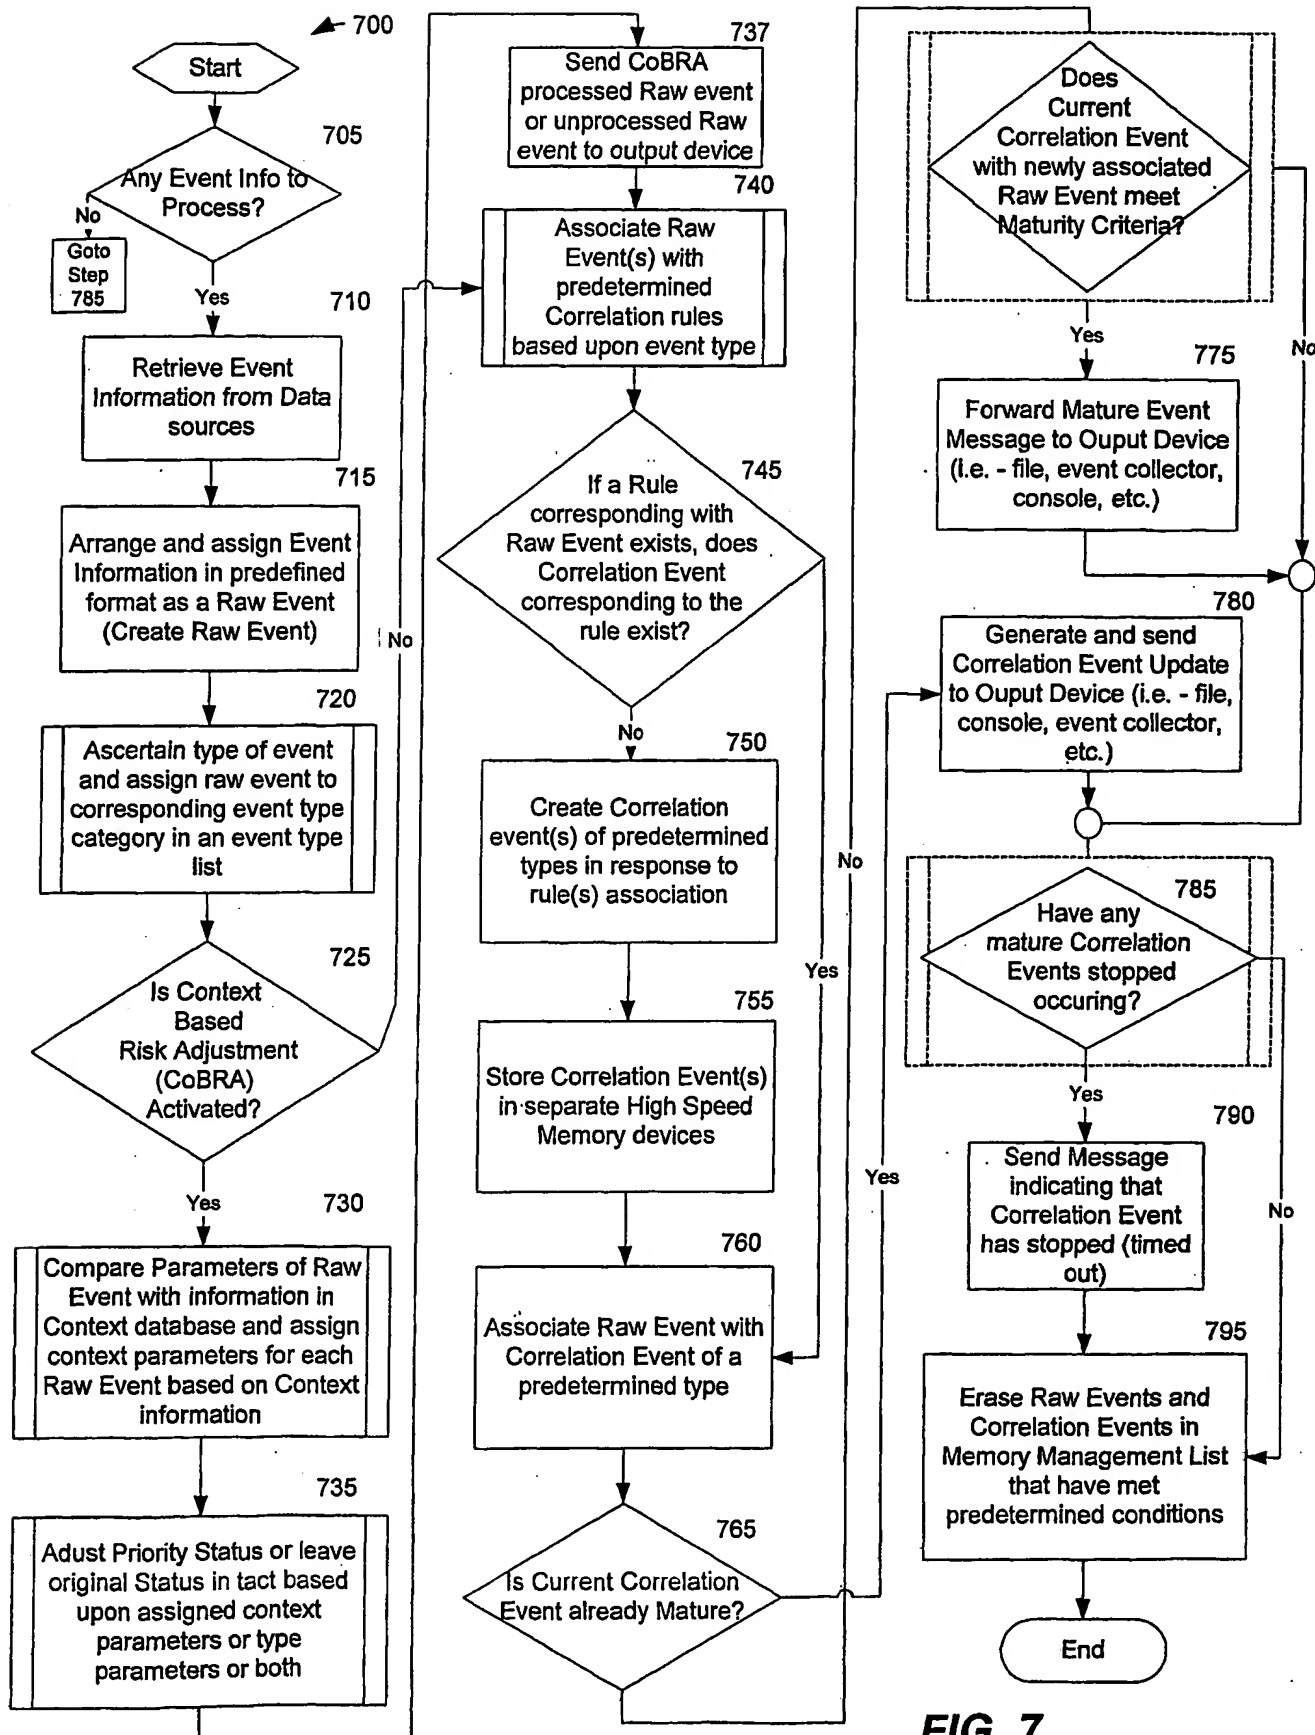 700
Start
705
Any Event Info to
Process?
No
Goto
Step
785
Yes
710
Retrieve Event
Information from Data
sources
715
Arrange and assign Event
Information in predefined
format as a Raw Event
(Create Raw Event)
720
Ascertain type of event
and assign raw event to
corresponding event type
category in an event type
list
725
Is Context
Based
Risk Adjustment
(CoBRA)
Activated?
No
Yes
730
Compare Parameters of Raw
Event with information in
Context database and assign
context parameters for each
Raw Event based on Context
information
735
Adust Priority Status or leave
original Status in tact based
upon assigned context
parameters or type
parameters or both
737
Send CoBRA
processed Raw event
or unprocessed Raw
event to output device
740
Associate Raw
Event(s) with
predetermined
Correlation rules
based upon event type
745
If a Rule
corresponding with
Raw Event exists, does
Correlation Event
corresponding to the
rule exist?
No
Yes
750
Create Correlation
event(s) of predetermined
types in response to
rule(s) association
755
Store Correlation Event(s)
in separate High Speed
Memory devices
760
Associate Raw Event with
Correlation Event of a
predetermined type
765
Is Current Correlation
Event already Mature?
Yes
No
Does
Current
Correlation Event
with newly associated
Raw Event meet
Maturity Criteria?
No
Yes
775
Forward Mature Event
Message to Ouput Device
(i.e. - file, event collector,
console, etc.)
780
Generate and send
Correlation Event Update
to Ouput Device (i.e. - file,
console, event collector,
etc.)
785
Have any
mature Correlation
Events stopped
occuring?
Yes
No
790
Send Message
indicating that
Correlation Event
has stopped (timed
out)
795
Erase Raw Events and
Correlation Events in
Memory Management List
that have met
predetermined conditions
End
FIG. 7